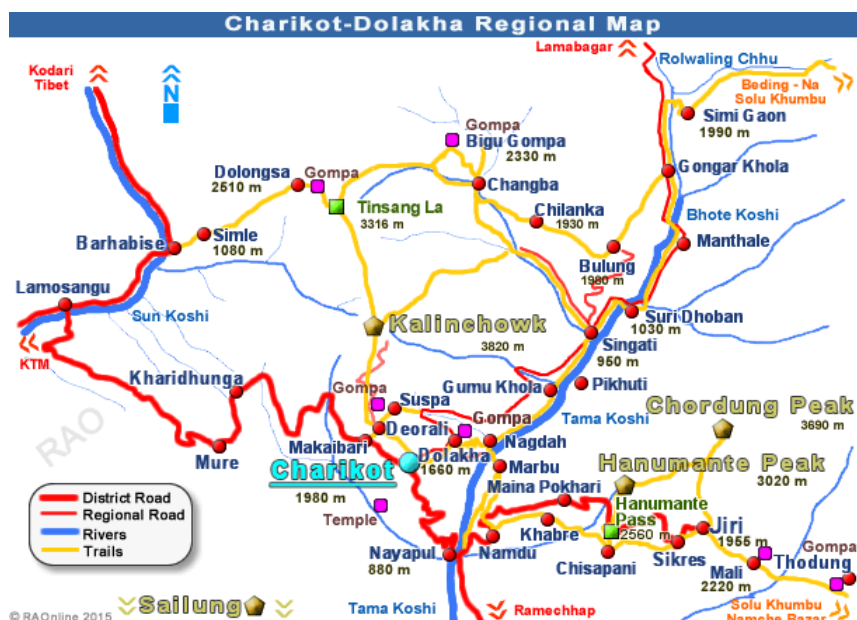 Charikot-Dolakha Regional Map
Lamabagar
Rolwaling Chhu
Kodari
Tibet
N
Beding - Na
Solu Khumbu
Simi Gaon
1990 m
Gompa
Bigu Gompa
2330 m
Dolongsa
2510 m
Gompa
Changba
Gongar Khola
Tinsang La
3316 m
Chilanka
1930 m
Bhote Koshi
Simle
1080 m
Barhabise
Manthale
Bulung
1980 m
Lamosangu
Sun Koshi
Kalinchowk
3820 m
Suri Dhoban
1030 m
Singati
950 m
KTM
Kharidhunga
Gompa
Suspa
Gumu Khola
Pikhuti
Tama Koshi
Chordung Peak
3690 m
RAO
Mure
Makaibari
Deorali
Gompa
Dolakha
1660 m
Nagdah
Marbu
Charikot
1980 m
Hanumante Peak
3020 m
Maina Pokhari
Hanumante
Pass
2560 m
Temple
Jiri
1955 m
District Road
Regional Road
Rivers
Trails
Khabre
Nayapul
880 m
Namdu
Chisapani
Sikres
Gompa
Thodung
Mali
2220 m
Sailung
Tama Koshi
Ramechhap
Solu Khumbu
Namche Bazar
© RAOnline 2015